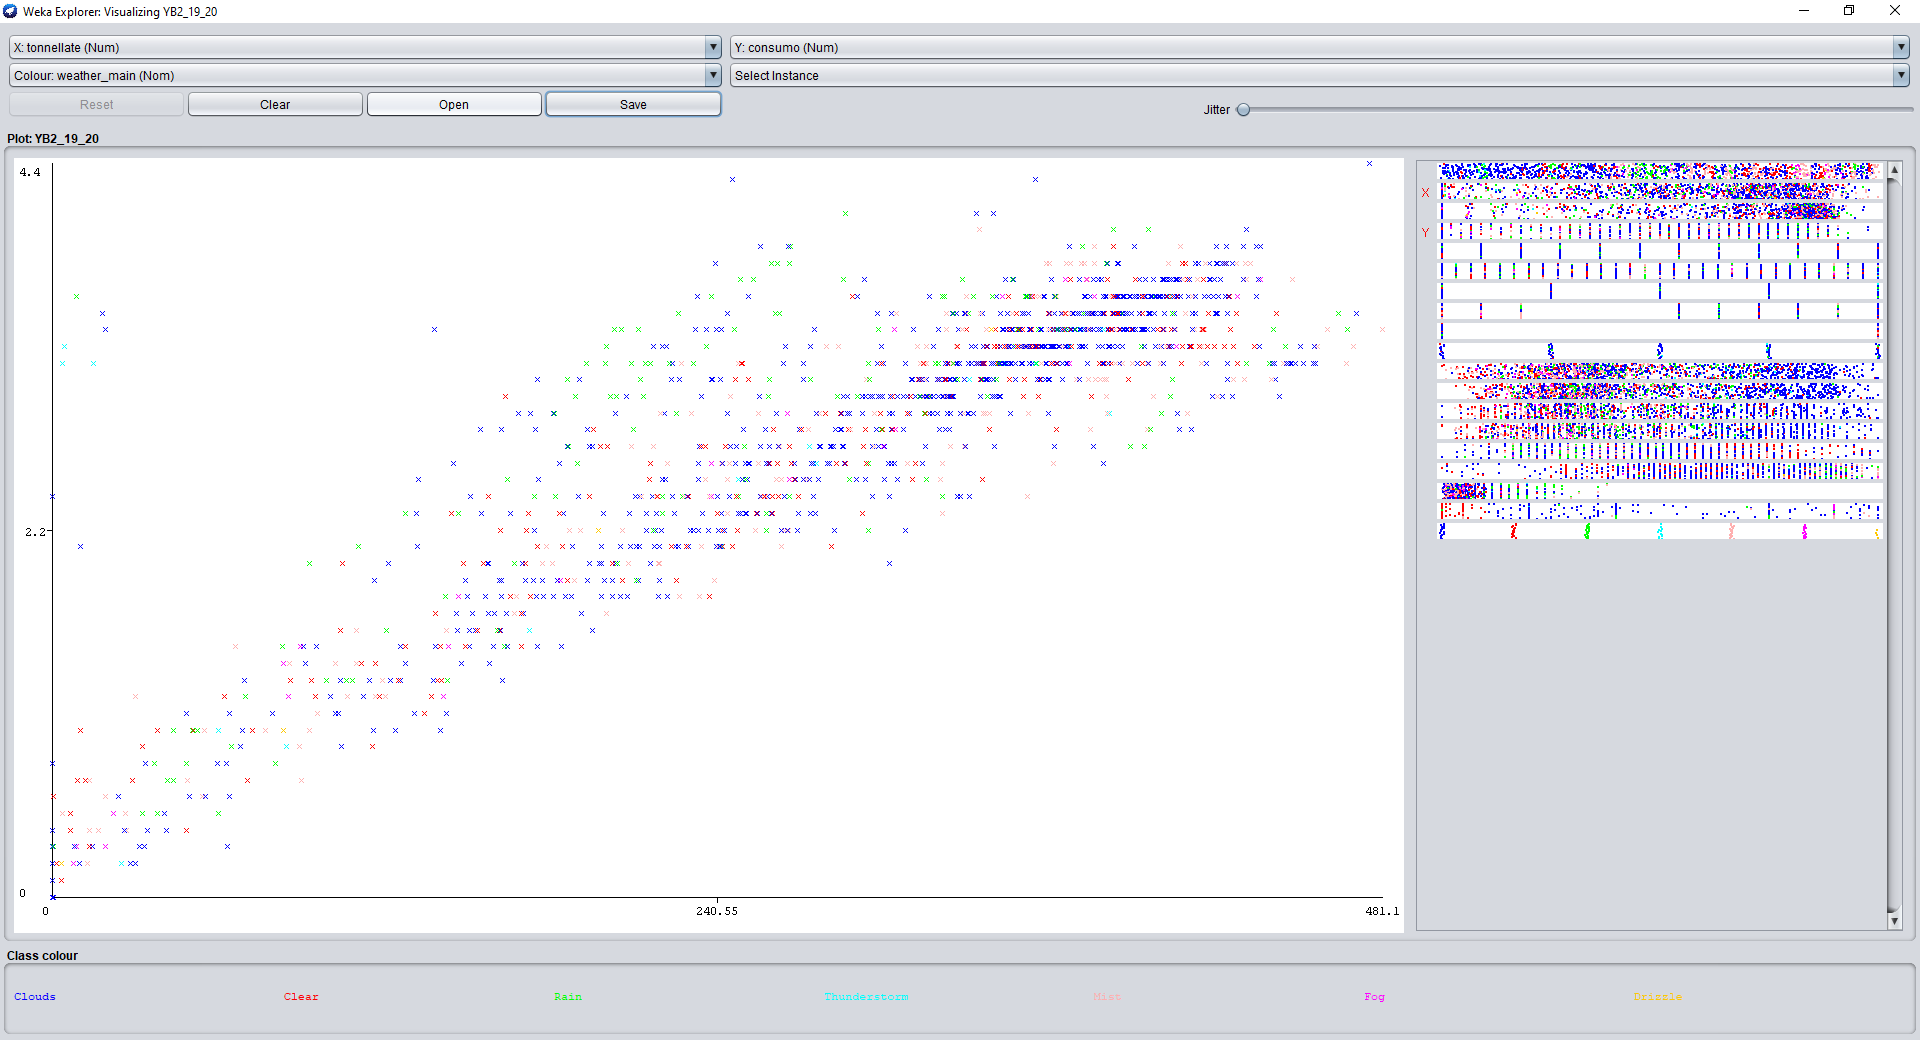 Weka Explorer: Visualizing YB2_19_20
X: tonnellate (Num)
Y: consumo (Num)
Colour: weather_main (Nom)
Select Instance
Reset
Clear
Open
Save
Jitter
Plot: YB2_19_20
4.4
2.2
0
0
240.55
481.1
X
Y
Class colour
Clouds
Clear
Rain
Thunderstorm
Mist
Fog
Drizzle